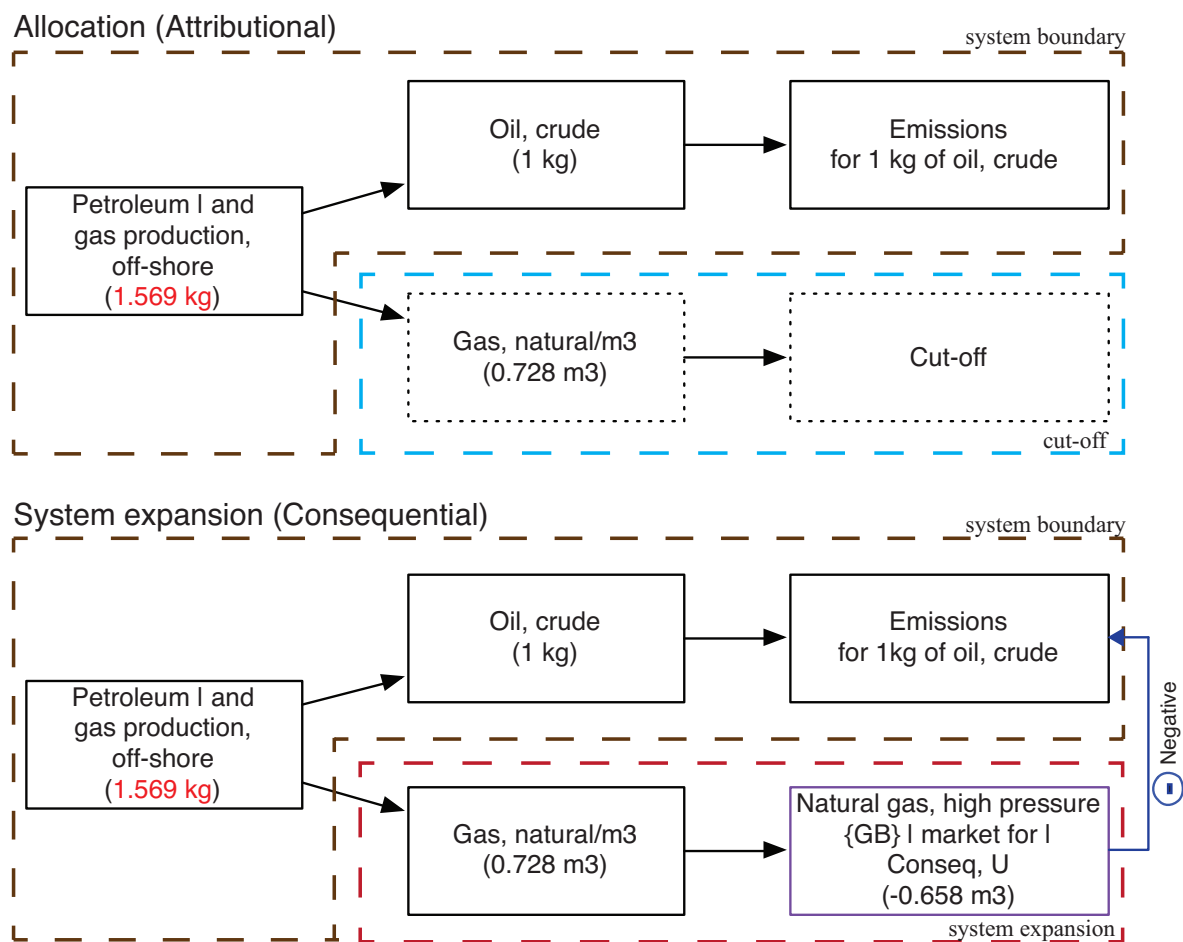 Allocation (Attributional)
system boundary
Oil, crude
(1 kg)
Emissions
for 1 kg of oil, crude
Petroleum l and
gas production,
off-shore
(1.569 kg)
Gas, natural/m3
(0.728 m3)
Cut-off
cut-off
System expansion (Consequential)
system boundary
Oil, crude
(1 kg)
Emissions
for 1kg of oil, crude
Petroleum l and
gas production,
off-shore
(1.569 kg)
Gas, natural/m3
(0.728 m3)
Natural gas, high pressure
{GB} l market for l
Conseq, U
(-0.658 m3)
- Negative
system expansion